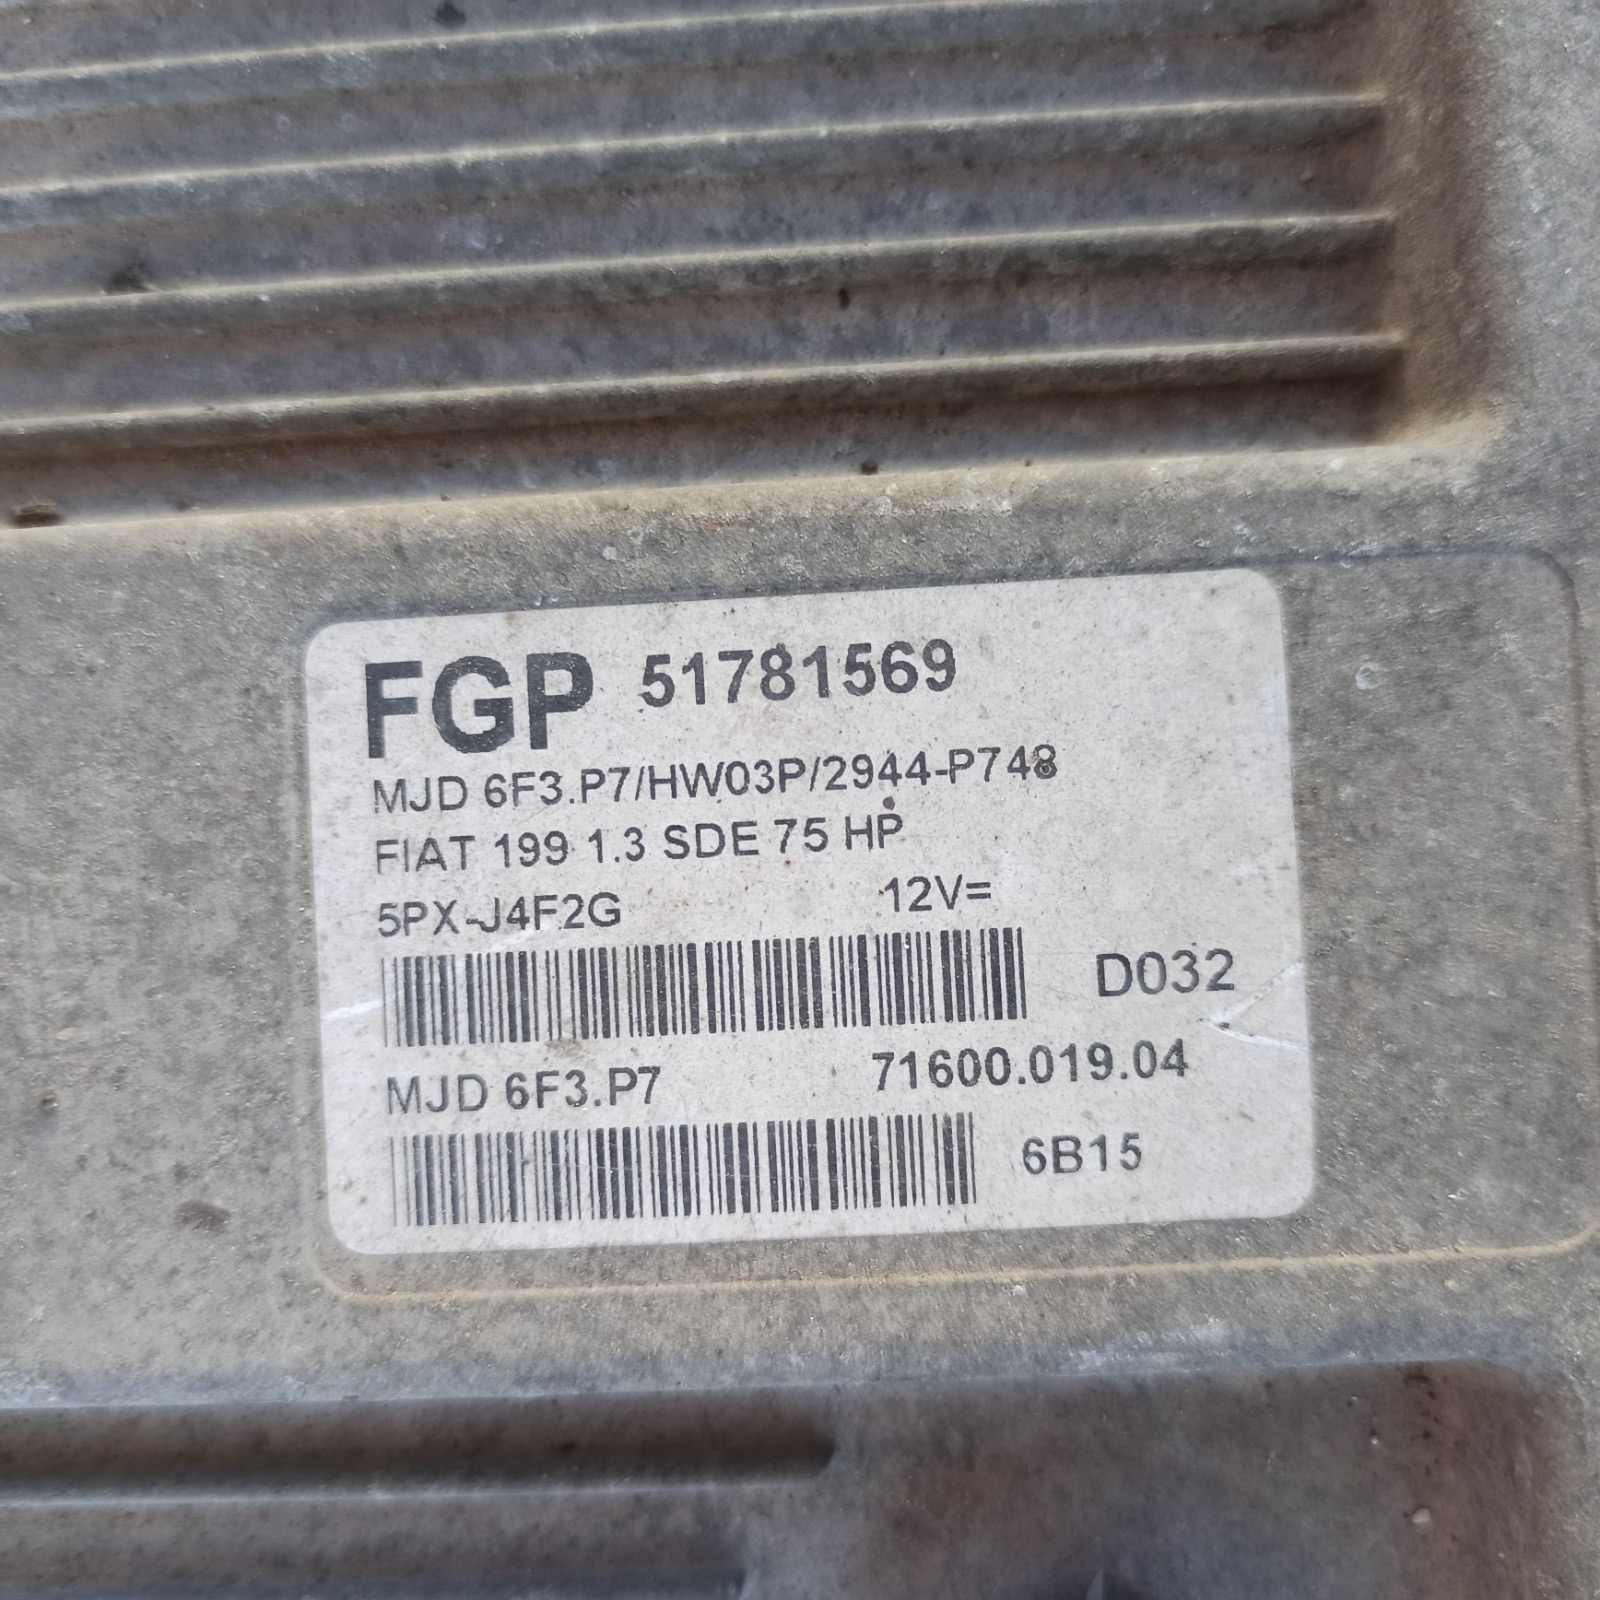 FGP 51781569
MJD 6F3.P7/HW03P/2944-P748
FIAT 199 1.3 SDE 75 HP
5PX-J4F2G 12V=
D032
MJD 6F3.P7 71600.019.04
6B15